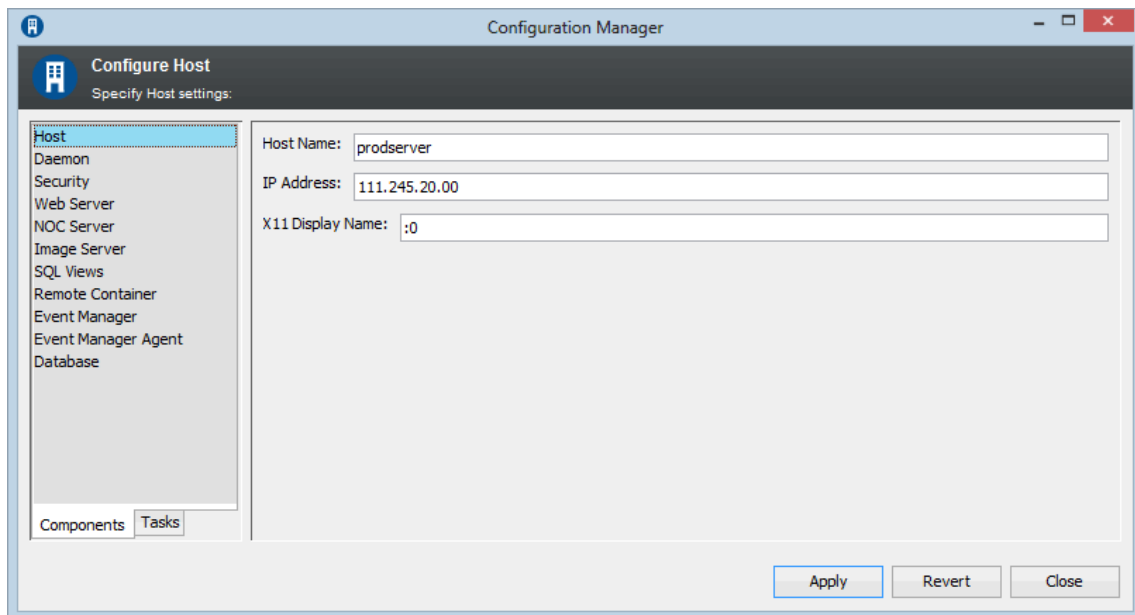 Configuration Manager
Configure Host
Specify Host settings:
Host
Daemon
Security
Web Server
NOC Server
Image Server
SQL Views
Remote Container
Event Manager
Event Manager Agent
Database
Components Tasks
Host Name: prodserver
IP Address: 111.245.20.00
X11 Display Name: :0
Apply Revert Close